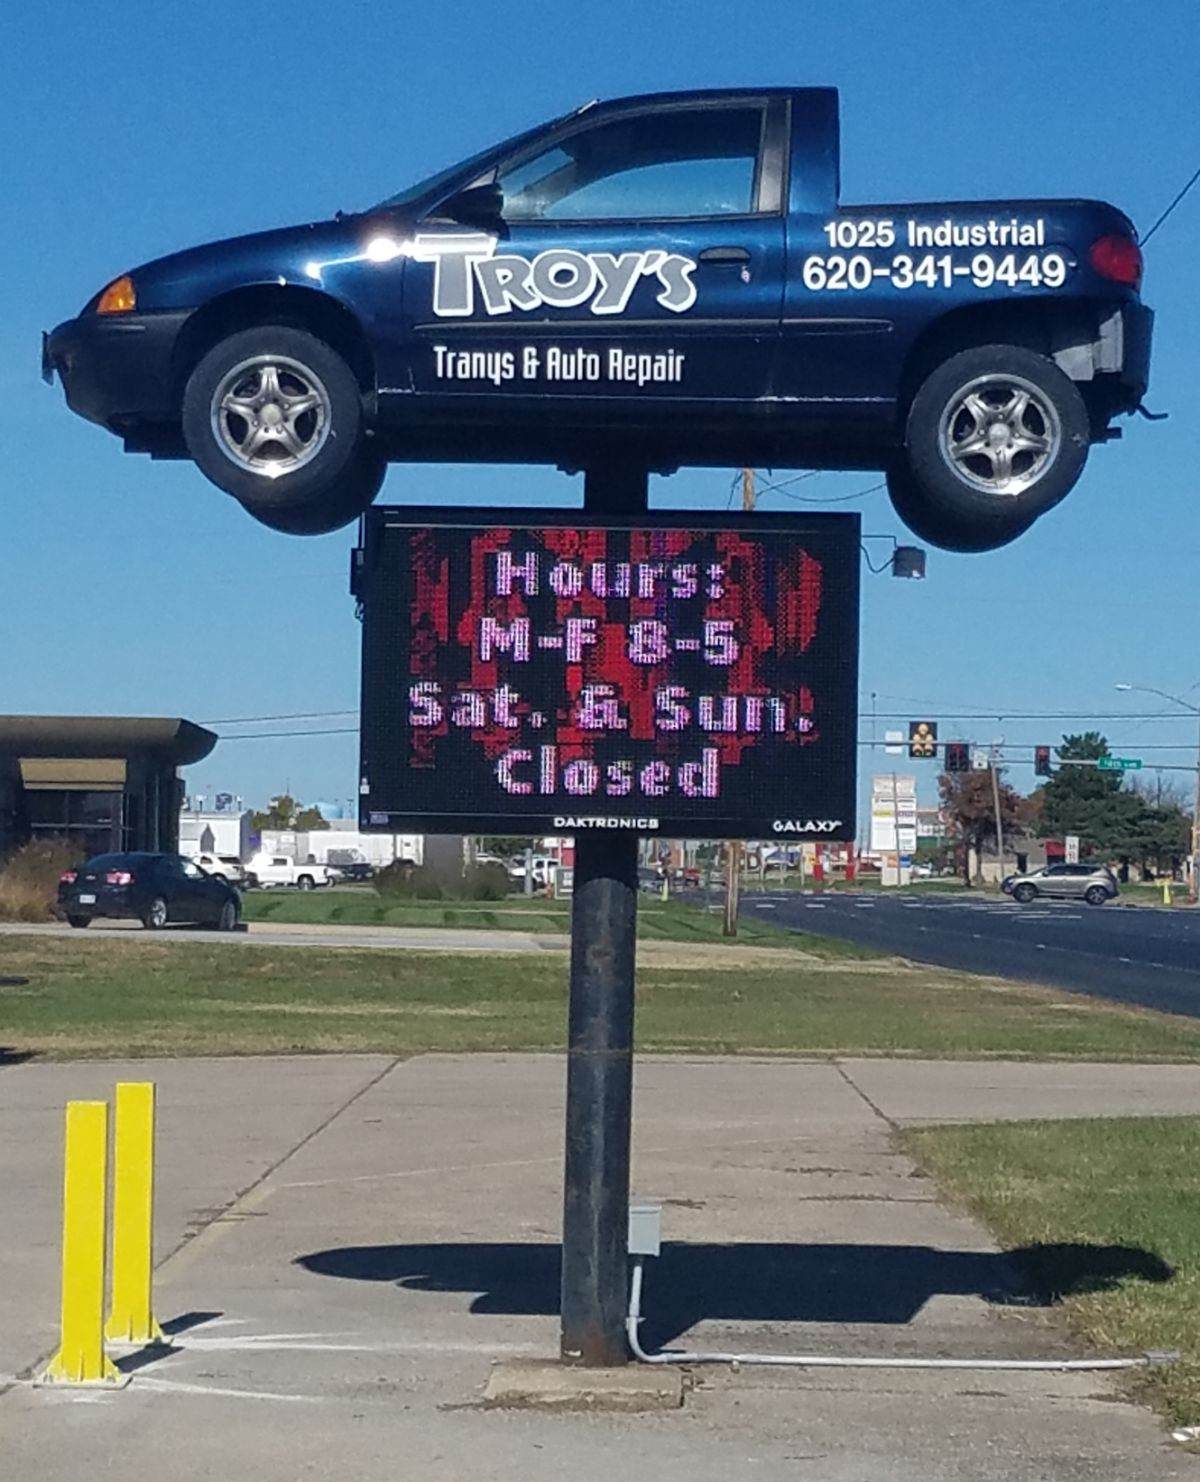 TROY'S
Tranys & Auto Repair
1025 Industrial
620-341-9449
Hours:
M-F 8-5
Sat. & Sun.
Closed
DAKTRONICS
GALAXY